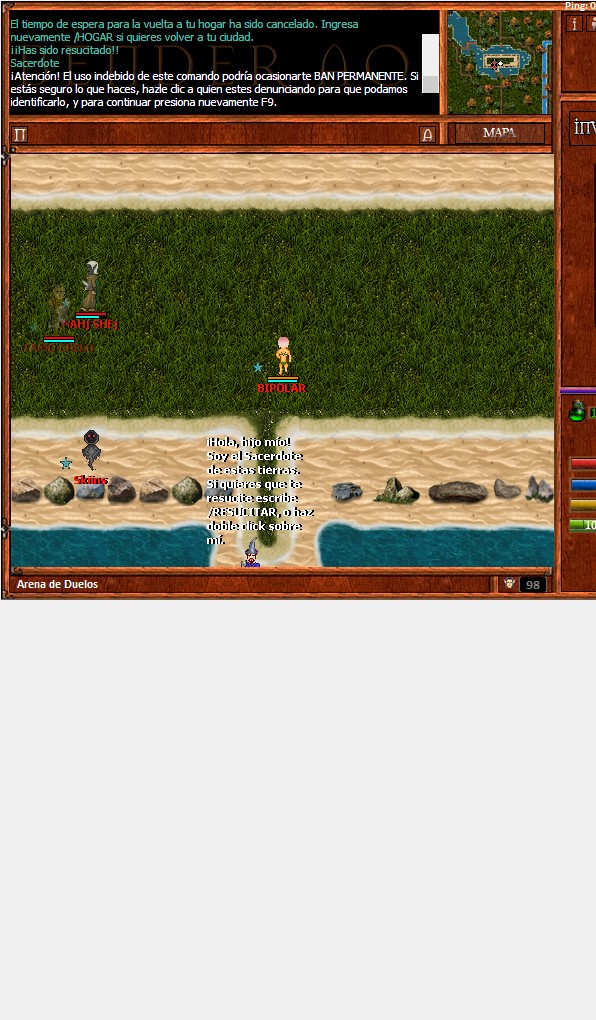 Ping: 0
El tiempo de espera para la vuelta a tu hogar ha sido cancelado. Ingresa
nuevamente /HOGAR si quieres volver a tu ciudad.
¡¡Has sido resucitado!!
Sacerdote
¡Atención! El uso indebido de este comando podría ocasionarte BAN PERMANENTE. Si
estás seguro lo que haces, hazle clic a quien estes denunciando para que podamos
identificarlo, y para continuar presiona nuevamente F9.
MAPA
BIPOLAR
¡Hola, hijo mío!
Soy el Sacerdote
de estas tierras.
Si quieres que te
resucite escribe
/RESUCITAR, o haz
doble click sobre
mí.
Skiins
10
Arena de Duelos
98